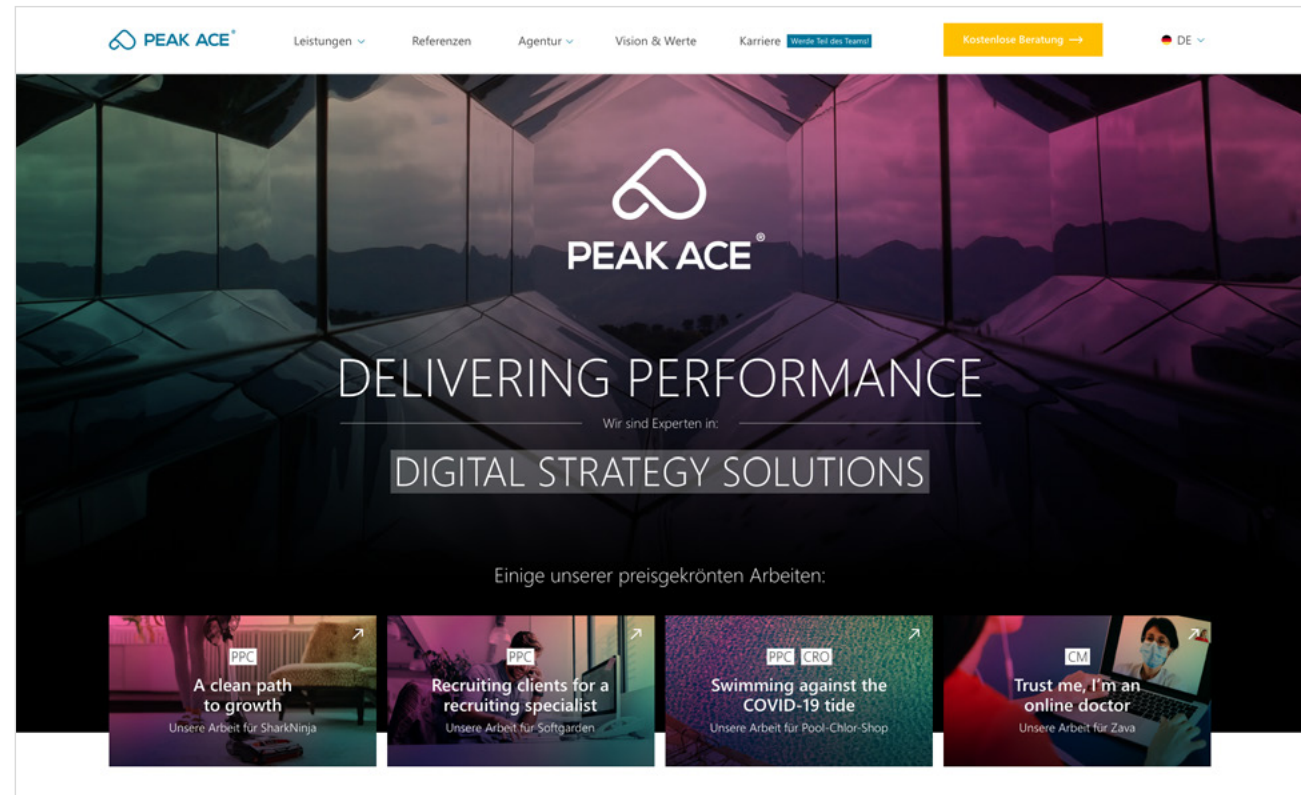 PEAK ACE®
Leistungen
Referenzen
Agentur
Vision & Werte
Karriere Werde Teil des Teams!
Kostenlose Beratung →
DE
PEAK ACE®
DELIVERING PERFORMANCE
Wir sind Experten in:
DIGITAL STRATEGY SOLUTIONS
Einige unserer preisgekrönten Arbeiten:
PPC
A clean path
to growth
Unsere Arbeit für SharkNinja
PPC
Recruiting clients for a
recruiting specialist
Unsere Arbeit für Softgarden
PPC CRO
Swimming against the
COVID-19 tide
Unsere Arbeit für Pool-Chlor-Shop
CM
Trust me, I'm an
online doctor
Unsere Arbeit für Zava